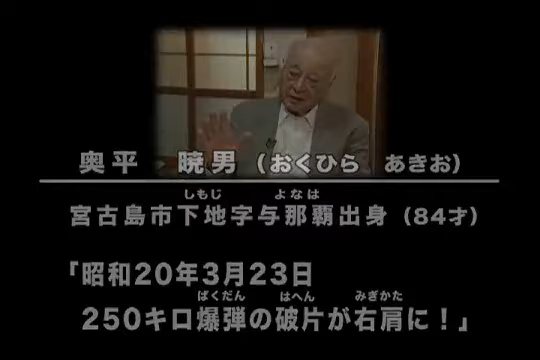 奥平　暁男（おくひら　あきお）
しもじ　よなは
宮古島市下地字与那覇出身（84才）
「昭和20年3月23日
ばくだん　はへん　みぎかた
250キロ爆弾の破片が右肩に！」